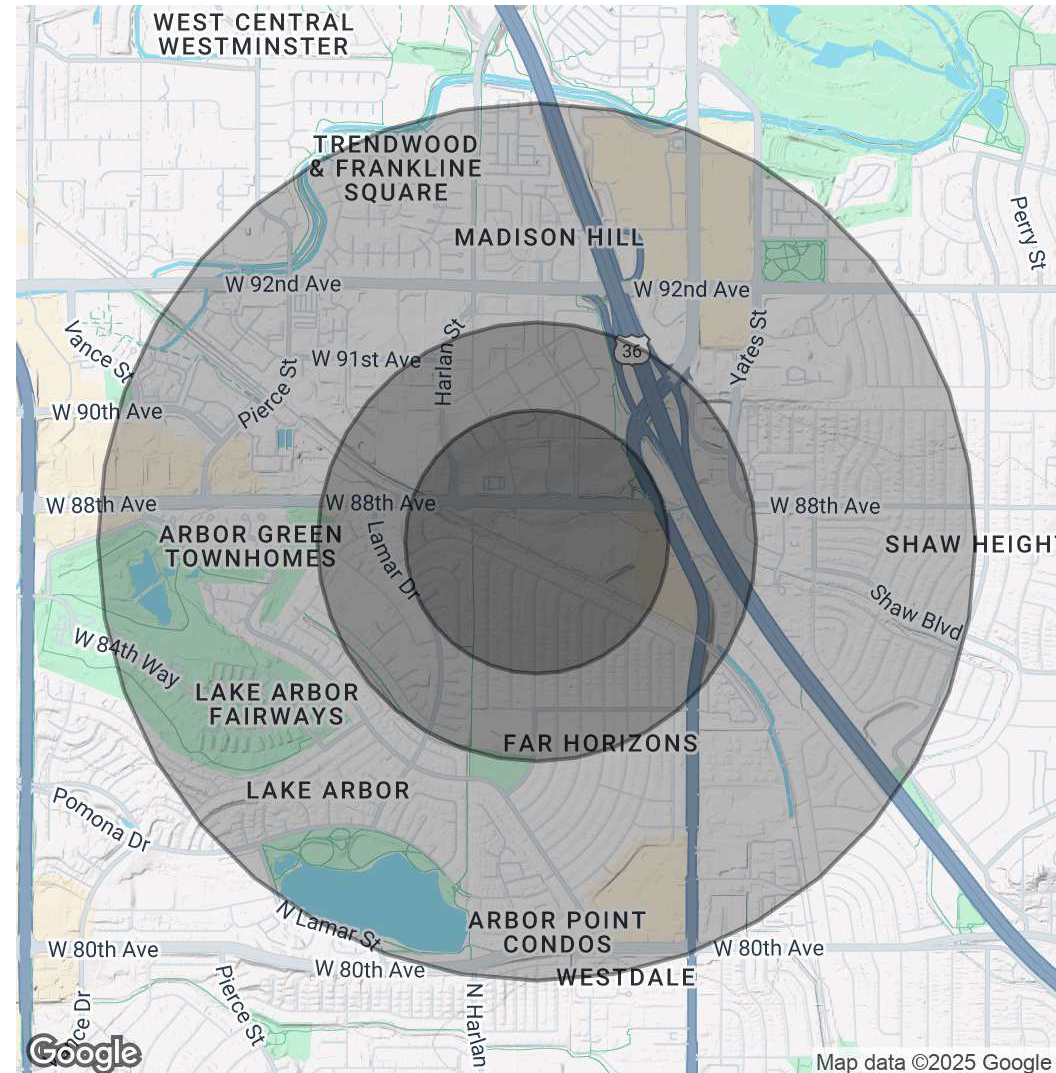 WEST CENTRAL
WESTMINSTER
TRENDWOOD
& FRANKLINE
SQUARE
Perry St
MADISON HILL
W 92nd Ave
W 92nd Ave
Vance St
Harlan St
Yates St
36
W 91st Ave
Pierce St
W 90th Ave
W 88th Ave
W 88th Ave
W 88th Ave
ARBOR GREEN
TOWNHOMES
Lamar Dr
SHAW HEIGHT
Shaw Blvd
W 84th Way
LAKE ARBOR
FAIRWAYS
FAR HORIZONS
LAKE ARBOR
Pomona Dr
N Lamar St
ARBOR POINT
CONDOS
W 80th Ave
W 80th Ave
W 80th Ave
WESTDALE
Pierce St
N Harlan
nce Dr
Google
Map data ©2025 Google